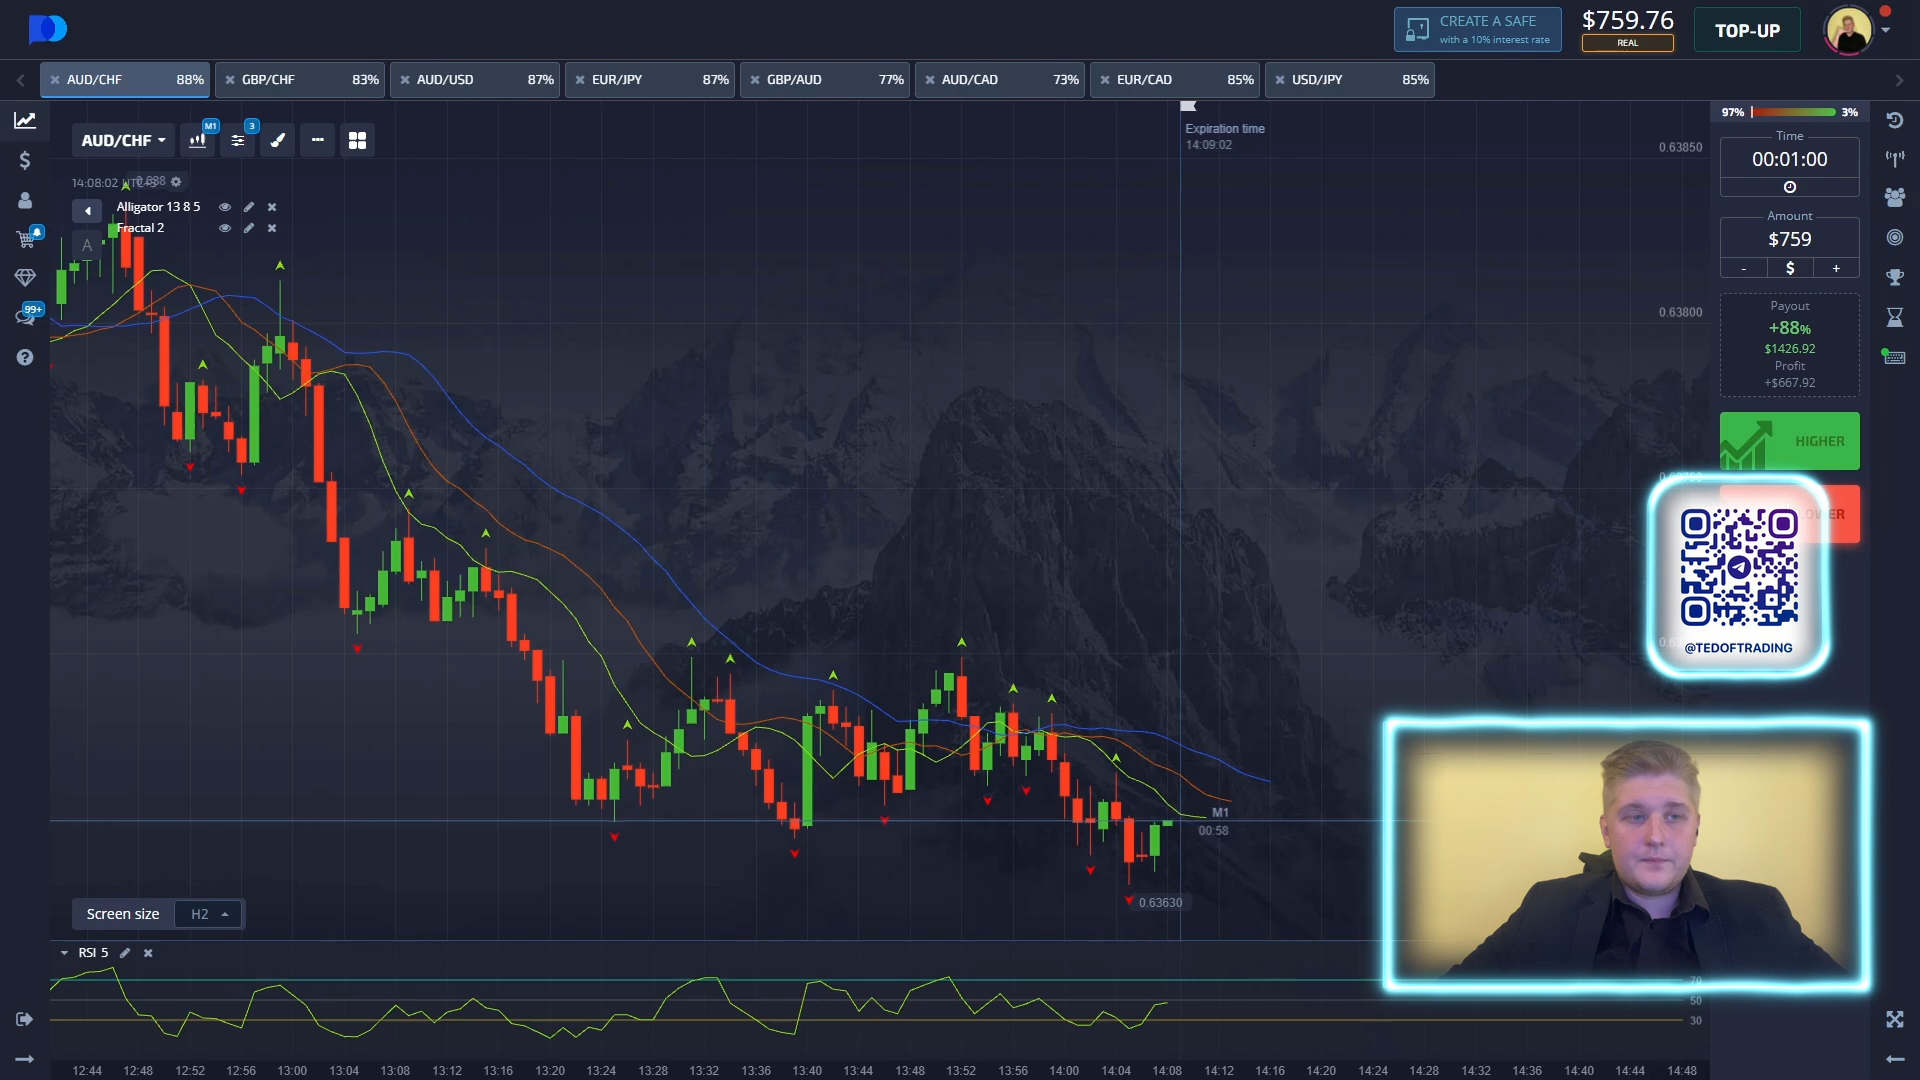 CREATE A SAFE
with a 10% interest rate
$759.76
REAL
TOP-UP
AUD/CHF 88%
GBP/CHF 83%
AUD/USD 87%
EUR/JPY 87%
GBP/AUD 77%
AUD/CAD 73%
EUR/CAD 85%
USD/JPY 85%
AUD/CHF
M1
3
Expiration time
14:09:02
14:08:02
Alligator 13 8 5
Fractal 2
A
99+
0.63850
0.63800
97% 3%
Time
00:01:00
Amount
$759
- $ +
Payout
+88%
$1426.92
Profit
+$667.92
HIGHER
@TEDOFTRADING
M1
00:58
0.63630
Screen size H2
RSI 5
70
50
30
12:44 12:48 12:52 12:56 13:00 13:04 13:08 13:12 13:16 13:20 13:24 13:28 13:32 13:36 13:40 13:44 13:48 13:52 13:56 14:00 14:04 14:08 14:12 14:16 14:20 14:24 14:28 14:32 14:36 14:40 14:44 14:48